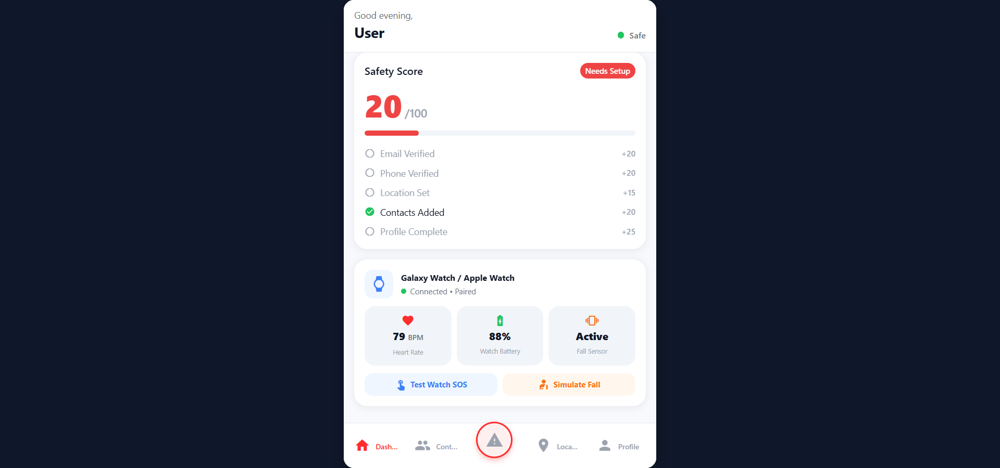 Good evening,
User
Safe
Safety Score
Needs Setup
20 /100
Email Verified +20
Phone Verified +20
Location Set +15
Contacts Added +20
Profile Complete +25
Galaxy Watch / Apple Watch
Connected • Paired
79 BPM
Heart Rate
88%
Watch Battery
Active
Fall Sensor
Test Watch SOS
Simulate Fall
Dash...
Cont...
Loca...
Profile